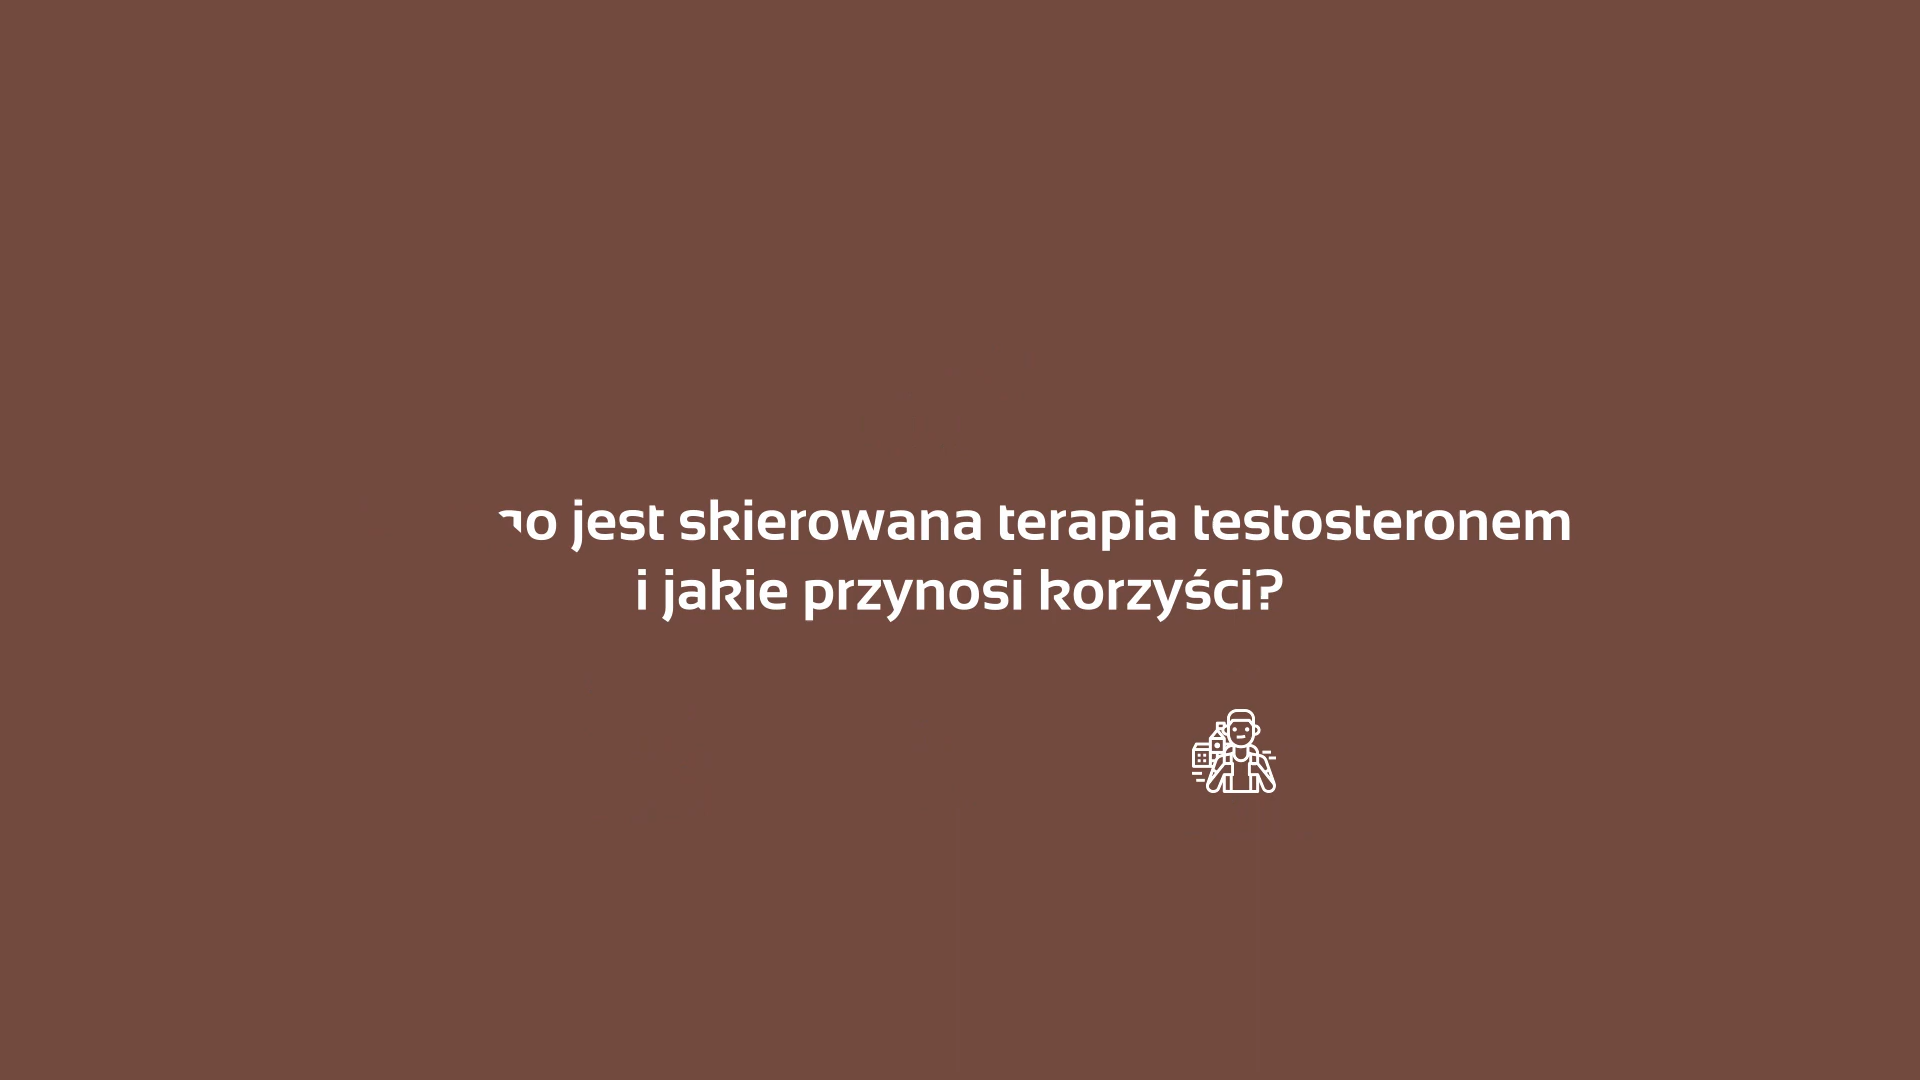 jest skierowana terapia testosteronem
i jakie przynosi korzyści?